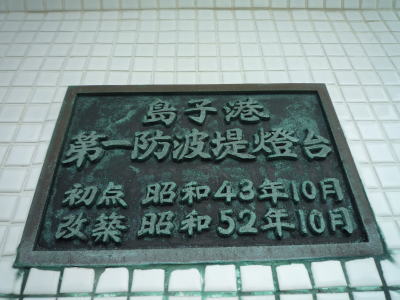 島子港
第一防波堤燈台
初点 昭和43年10月
改築 昭和52年10月